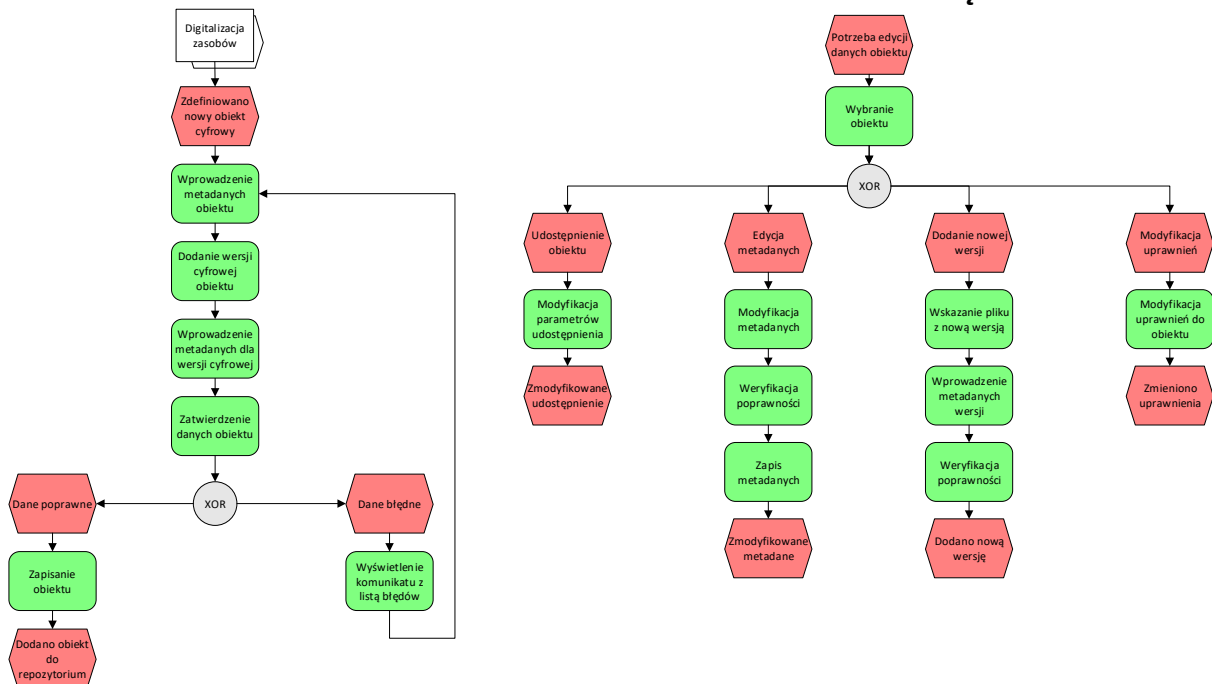 Digitalizacja
zasobów
Zdefiniowano
nowy obiekt
cyfrowy
Wprowadzenie
metadanych
obiektu
Dodanie wersji
cyfrowej
obiektu
Wprowadzenie
metadanych dla
wersji cyfrowej
Zatwierdzenie
danych obiektu
XOR
Dane poprawne
Dane błędne
Zapisanie
obiektu
Wyświetlenie
komunikatu z
listą błędów
Dodano obiekt
do
repozytorium
Potrzeba edycji
danych obiektu
Wybranie
obiektu
XOR
Udostępnienie
obiektu
Modyfikacja
parametrów
udostępnienia
Zmodyfikowane
udostępnienie
Edycja
metadanych
Modyfikacja
metadanych
Weryfikacja
poprawności
Zapis
metadanych
Zmodyfikowane
metadane
Dodanie nowej
wersji
Wskazanie pliku
z nową wersją
Wprowadzenie
metadanych
wersji
Weryfikacja
poprawności
Dodano nową
wersję
Modyfikacja
uprawnień
Modyfikacja
uprawnień do
obiektu
Zmieniono
uprawnienia